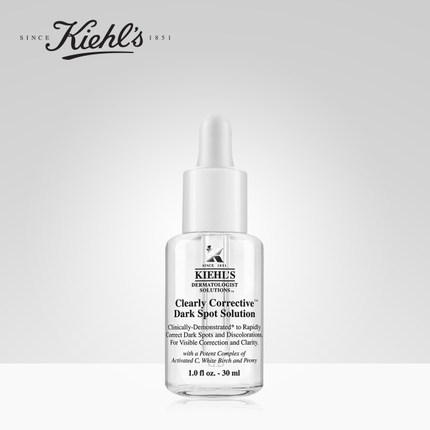 SINCE Kiehl's 1851
SINCE 1851
KIEHL'S
DERMATOLOGIST
SOLUTIONS™
Clearly Corrective™
Dark Spot Solution
Clinically-Demonstrated* to Rapidly
Correct Dark Spots and Discolorations,
For Visible Correction and Clarity.
with a Potent Complex of
Activated C, White Birch and Peony
1.0 fl. oz. - 30 ml